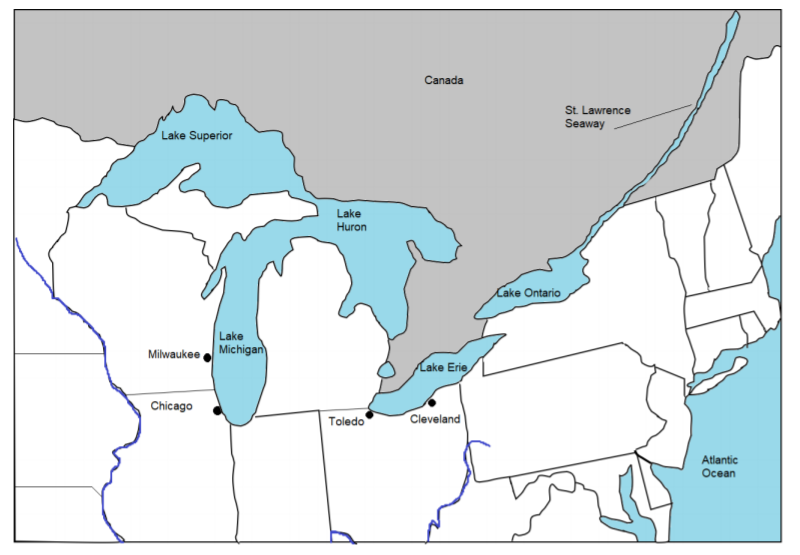 Canada
St. Lawrence
Seaway
Lake Superior
Lake
Huron
Lake Ontario
Lake
Michigan
Milwaukee
Lake Erie
Chicago
Toledo
Cleveland
Atlantic
Ocean